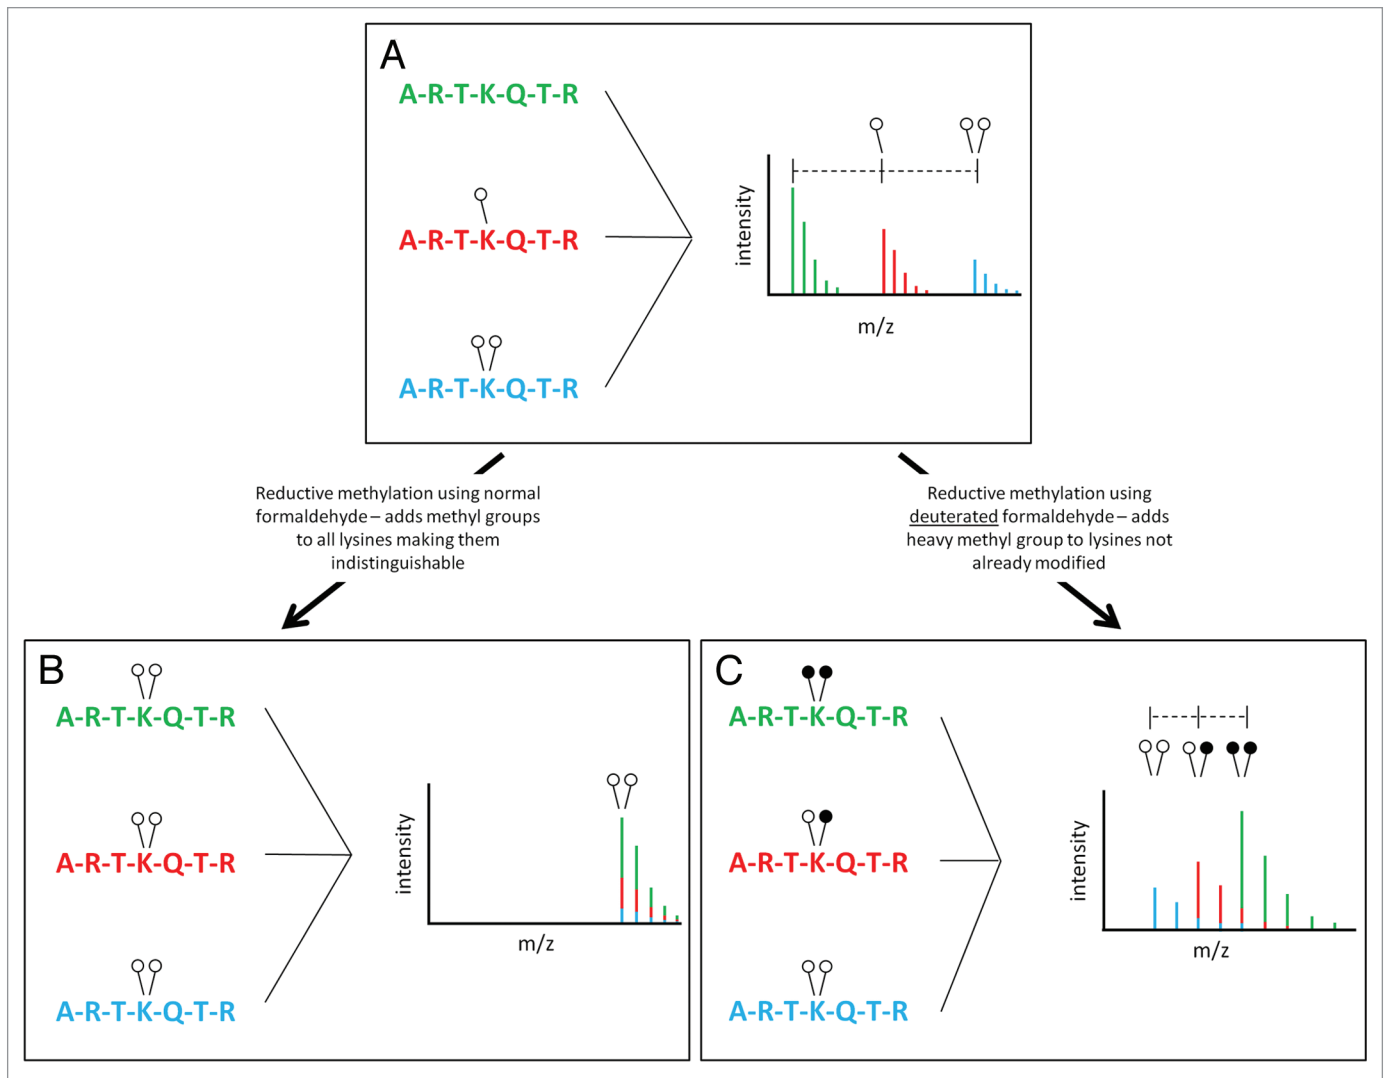 A
A-R-T-K-Q-T-R
A-R-T-K-Q-T-R
A-R-T-K-Q-T-R
intensity
m/z
Reductive methylation using normal
formaldehyde – adds methyl groups
to all lysines making them
indistinguishable
Reductive methylation using
deuterated formaldehyde – adds
heavy methyl group to lysines not
already modified
B
A-R-T-K-Q-T-R
A-R-T-K-Q-T-R
A-R-T-K-Q-T-R
intensity
m/z
C
A-R-T-K-Q-T-R
A-R-T-K-Q-T-R
A-R-T-K-Q-T-R
intensity
m/z